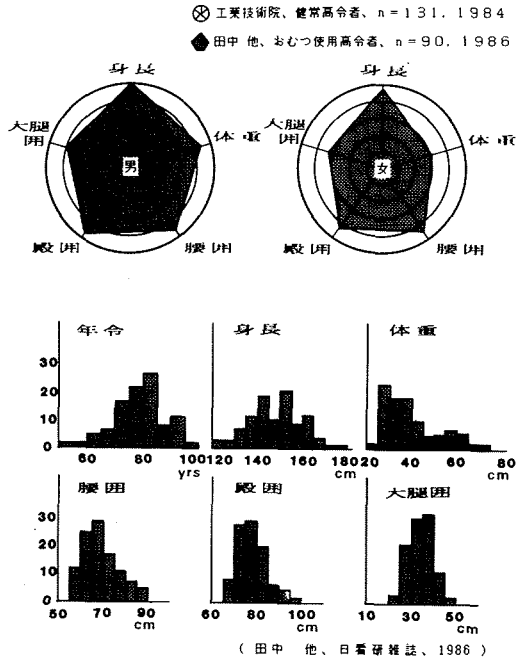 工業技術院、健常高令者、n=131, 1984
田中 他、おむつ使用高令者、n=90, 1986
身長
大腿囲
体重
男
殿囲
腰囲
身長
大腿囲
体重
女
殿囲
腰囲
年令
身長
体重
30
20
10
0
60 80 100
yrs
120 140 160 180
cm
20 40 60 80
cm
腰囲
殿囲
大腿囲
30
20
10
0
50 70 90
cm
60 80 100
cm
10 30 50
cm
(田中 他、日看研雑誌、1986)